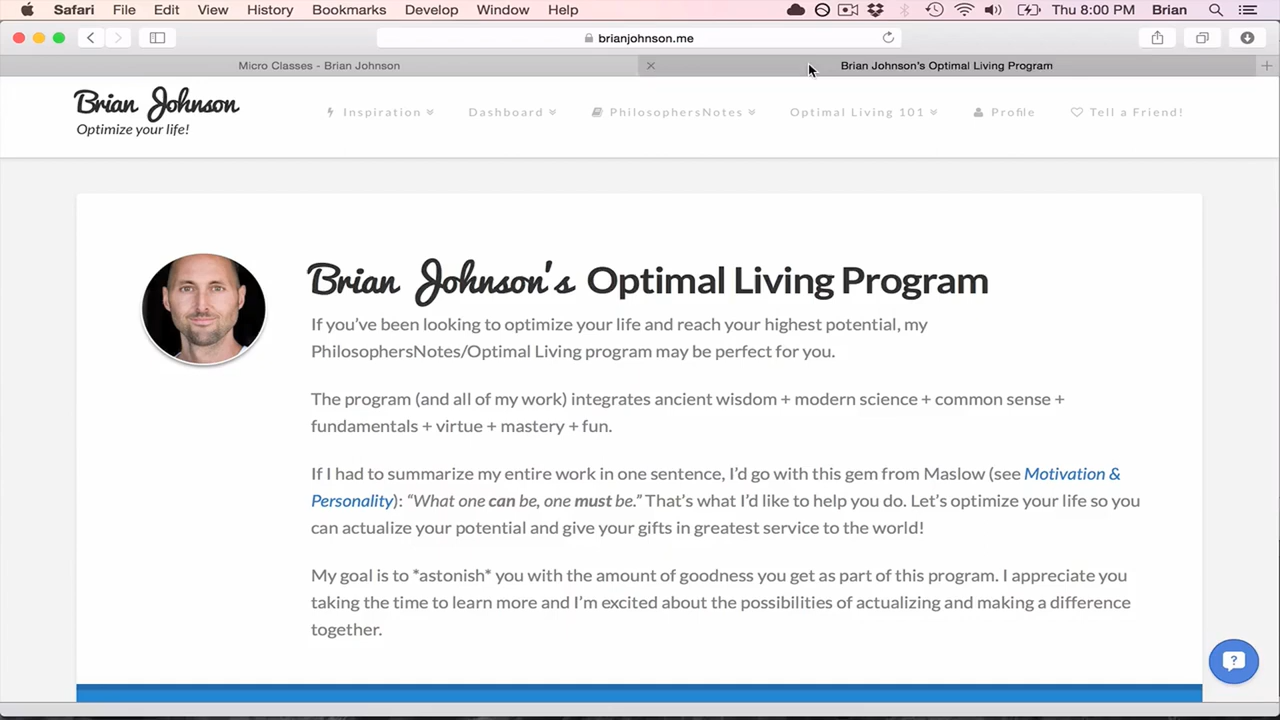 Safari File Edit View History Bookmarks Develop Window Help Thu 8:00 PM Brian
brianjohnson.me
Micro Classes - Brian Johnson
Brian Johnson's Optimal Living Program
Brian Johnson
Optimize your life!
Inspiration Dashboard PhilosophersNotes Optimal Living 101 Profile Tell a Friend!
Brian Johnson's Optimal Living Program
If you've been looking to optimize your life and reach your highest potential, my
PhilosophersNotes/Optimal Living program may be perfect for you.
The program (and all of my work) integrates ancient wisdom + modern science + common sense +
fundamentals + virtue + mastery + fun.
If I had to summarize my entire work in one sentence, I'd go with this gem from Maslow (see Motivation &
Personality): “What one can be, one must be.” That's what I'd like to help you do. Let's optimize your life so you
can actualize your potential and give your gifts in greatest service to the world!
My goal is to *astonish* you with the amount of goodness you get as part of this program. I appreciate you
taking the time to learn more and I'm excited about the possibilities of actualizing and making a difference
together.